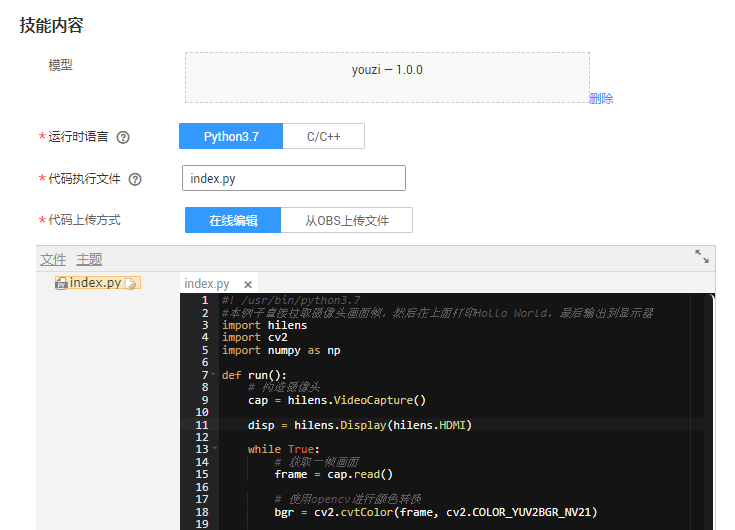 技能内容
模型
youzi — 1.0.0
删除
*运行时语言 ?
Python3.7
C/C++
*代码执行文件 ?
index.py
*代码上传方式
在线编辑
从OBS上传文件
文件 主题
index.py
index.py ×
1 #! /usr/bin/python3.7
2 #本例子直接拉取摄像头画面帧，然后在上面打印Hello World，最后输出到显示器
3 import hilens
4 import cv2
5 import numpy as np
6
7 def run():
8 # 构造摄像头
9 cap = hilens.VideoCapture()
10
11 disp = hilens.Display(hilens.HDMI)
12
13 while True:
14 # 获取一帧画面
15 frame = cap.read()
16
17 # 使用opencv进行颜色转换
18 bgr = cv2.cvtColor(frame, cv2.COLOR_YUV2BGR_NV21)
19